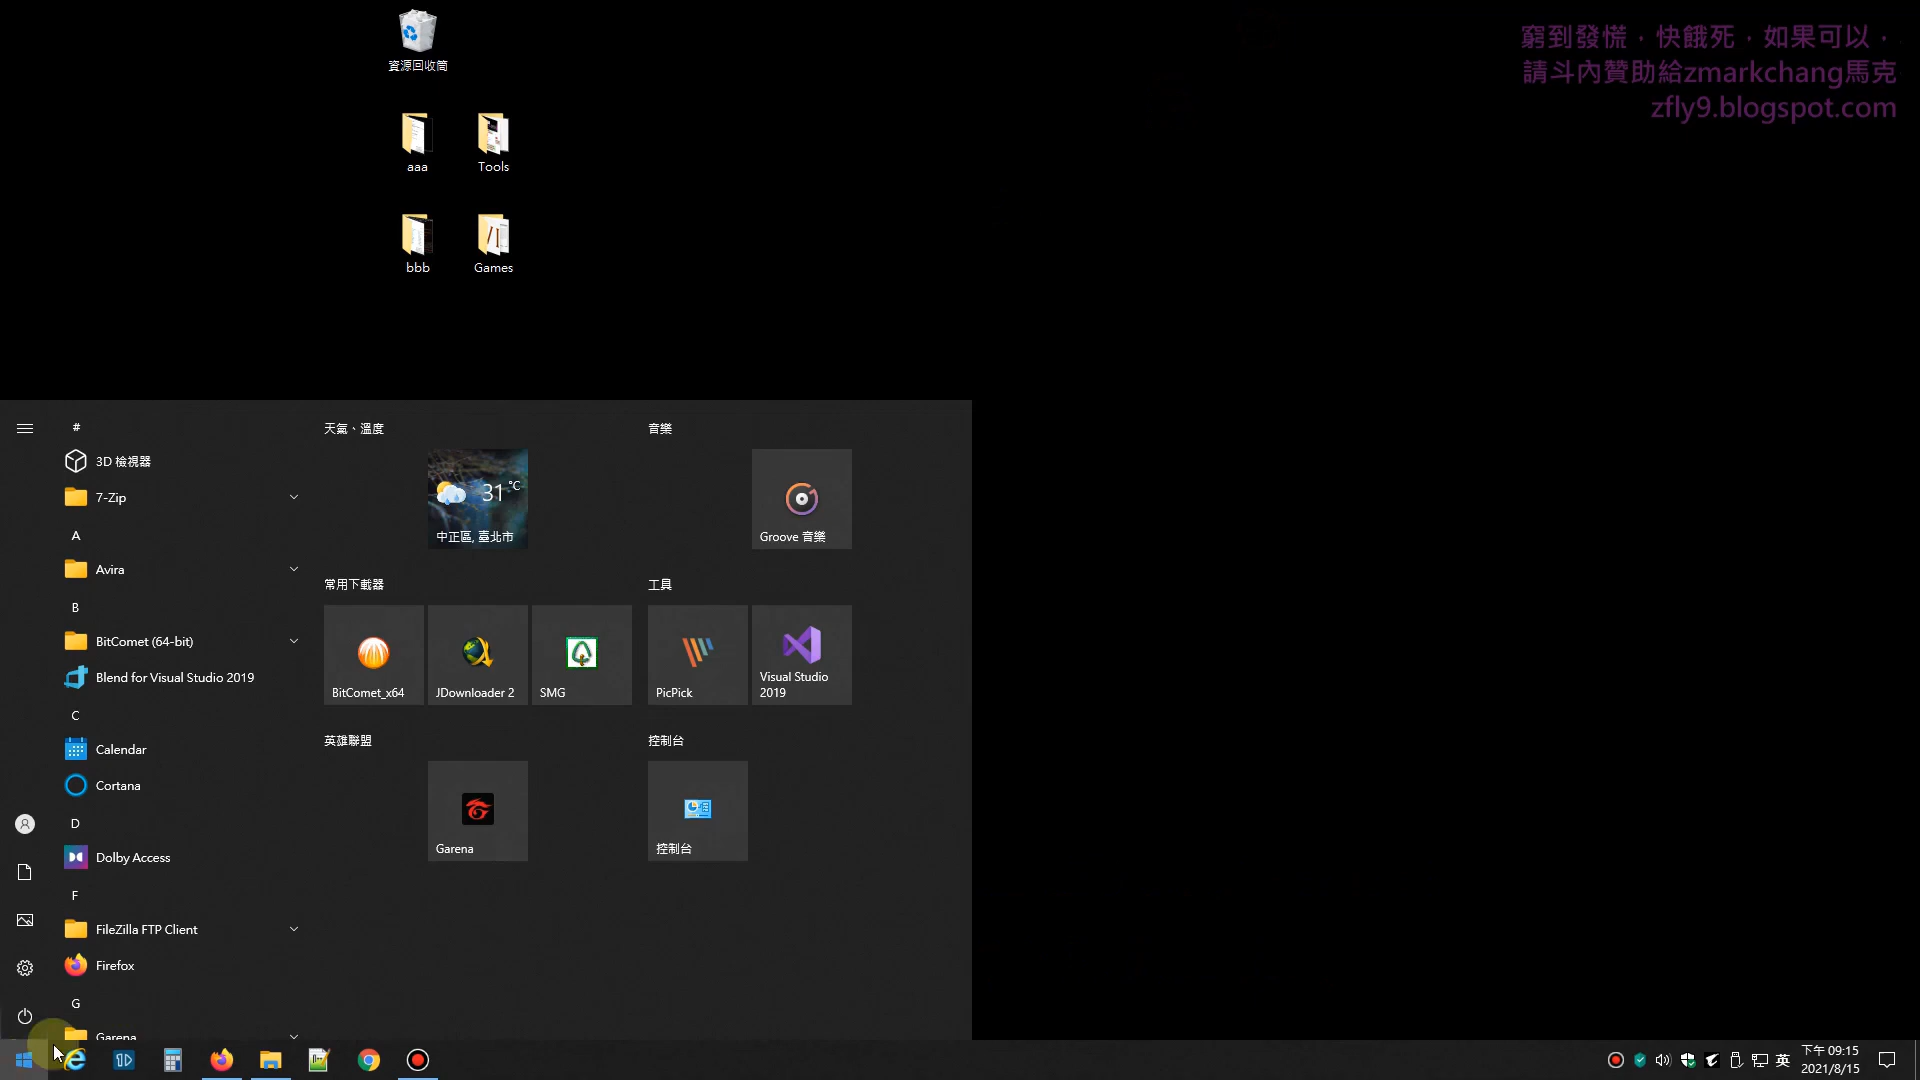 資源回收筒
aaa
Tools
bbb
Games
窮到發慌，快餓死，如果可以，
請斗內贊助給zmarkchang馬克
zfly9.blogspot.com
#
3D 檢視器
7-Zip
A
Avira
B
BitComet (64-bit)
Blend for Visual Studio 2019
C
Calendar
Cortana
D
Dolby Access
F
FileZilla FTP Client
Firefox
G
Garena
天氣、溫度
31°C
中正區, 臺北市
音樂
Groove 音樂
常用下載器
BitComet_x64
JDownloader 2
SMG
工具
PicPick
Visual Studio
2019
英雄聯盟
Garena
控制台
控制台
英
下午 09:15
2021/8/15